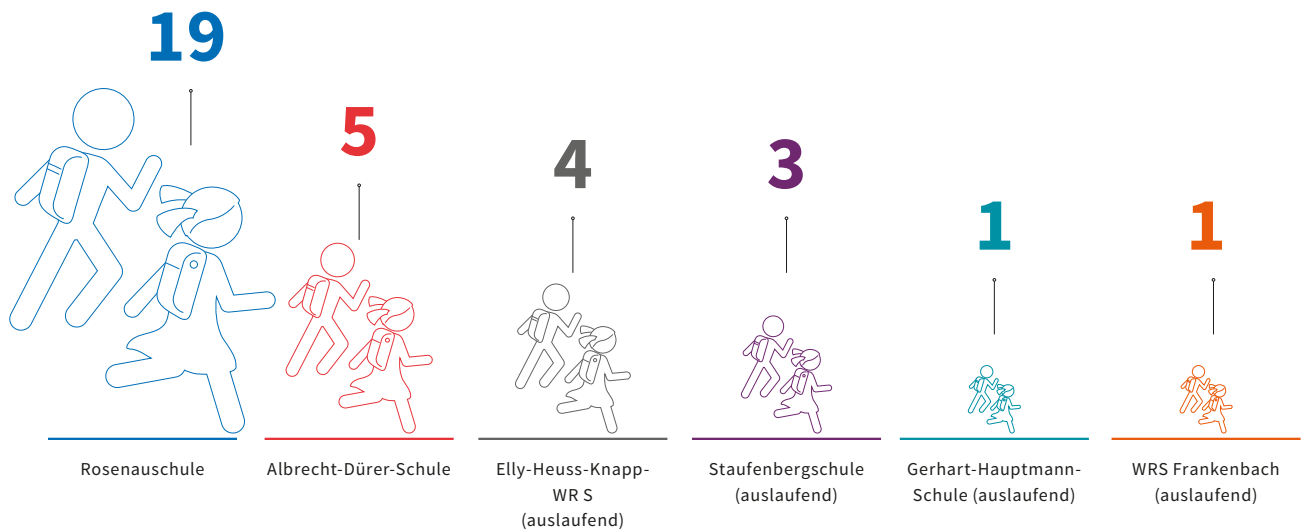 19
5
4
3
1
1
Rosenauschule
Albrecht-Dürer-Schule
Elly-Heuss-Knapp-
WR S
(auslaufend)
Staufenbergschule
(auslaufend)
Gerhart-Hauptmann-
Schule (auslaufend)
WRS Frankenbach
(auslaufend)